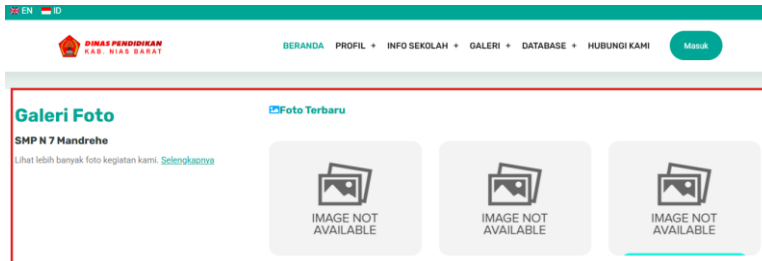 EN ID
DINAS PENDIDIKAN
KAB. NIAS BARAT
BERANDA PROFIL + INFO SEKOLAH + GALERI + DATABASE + HUBUNGI KAMI Masuk
Galeri Foto
SMP N 7 Mandrehe
Lihat lebih banyak foto kegiatan kami. Selengkapnya
Foto Terbaru
IMAGE NOT
AVAILABLE
IMAGE NOT
AVAILABLE
IMAGE NOT
AVAILABLE